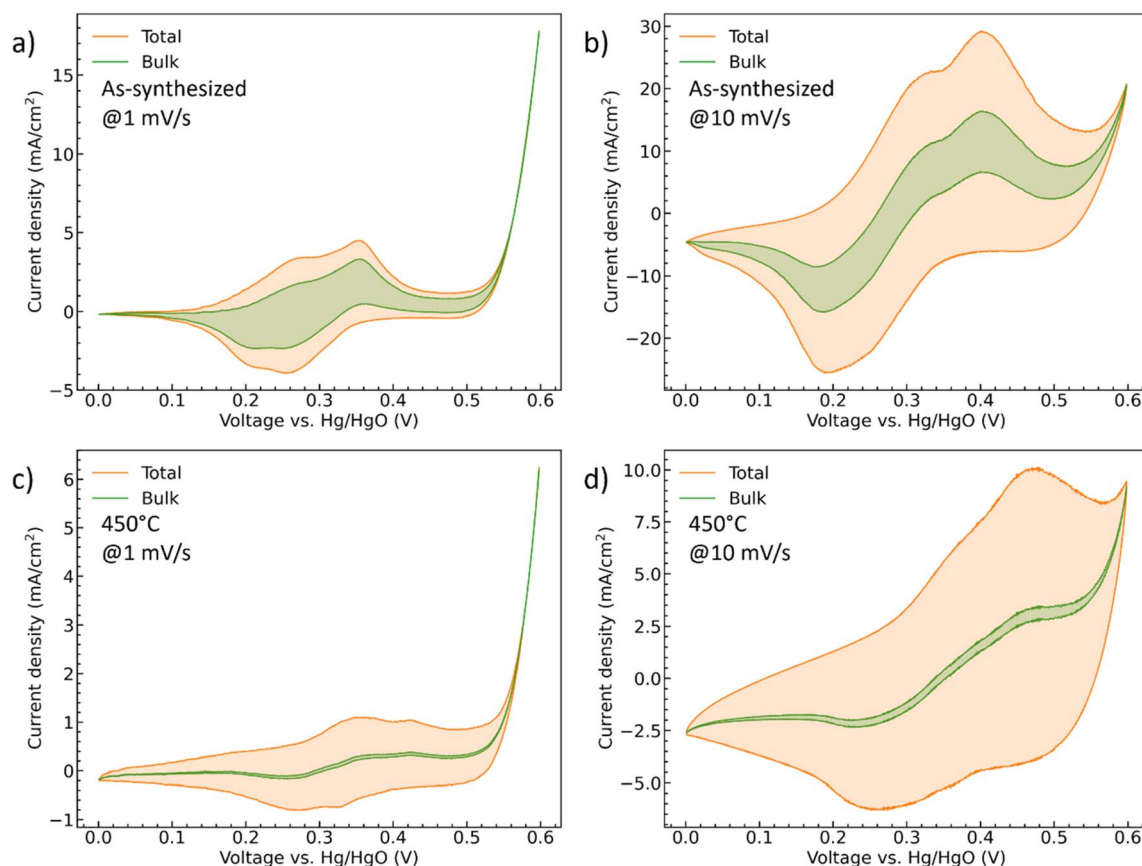 a)
Total
Bulk
As-synthesized
@1 mV/s
Current density (mA/cm²)
15
10
5
0
−5
0.0 0.1 0.2 0.3 0.4 0.5 0.6
Voltage vs. Hg/HgO (V)
b)
Total
Bulk
As-synthesized
@10 mV/s
Current density (mA/cm²)
30
20
10
0
−10
−20
0.0 0.1 0.2 0.3 0.4 0.5 0.6
Voltage vs. Hg/HgO (V)
c)
Total
Bulk
450°C
@1 mV/s
Current density (mA/cm²)
6
5
4
3
2
1
0
−1
0.0 0.1 0.2 0.3 0.4 0.5 0.6
Voltage vs. Hg/HgO (V)
d)
Total
Bulk
450°C
@10 mV/s
Current density (mA/cm²)
10.0
7.5
5.0
2.5
0.0
−2.5
−5.0
0.0 0.1 0.2 0.3 0.4 0.5 0.6
Voltage vs. Hg/HgO (V)